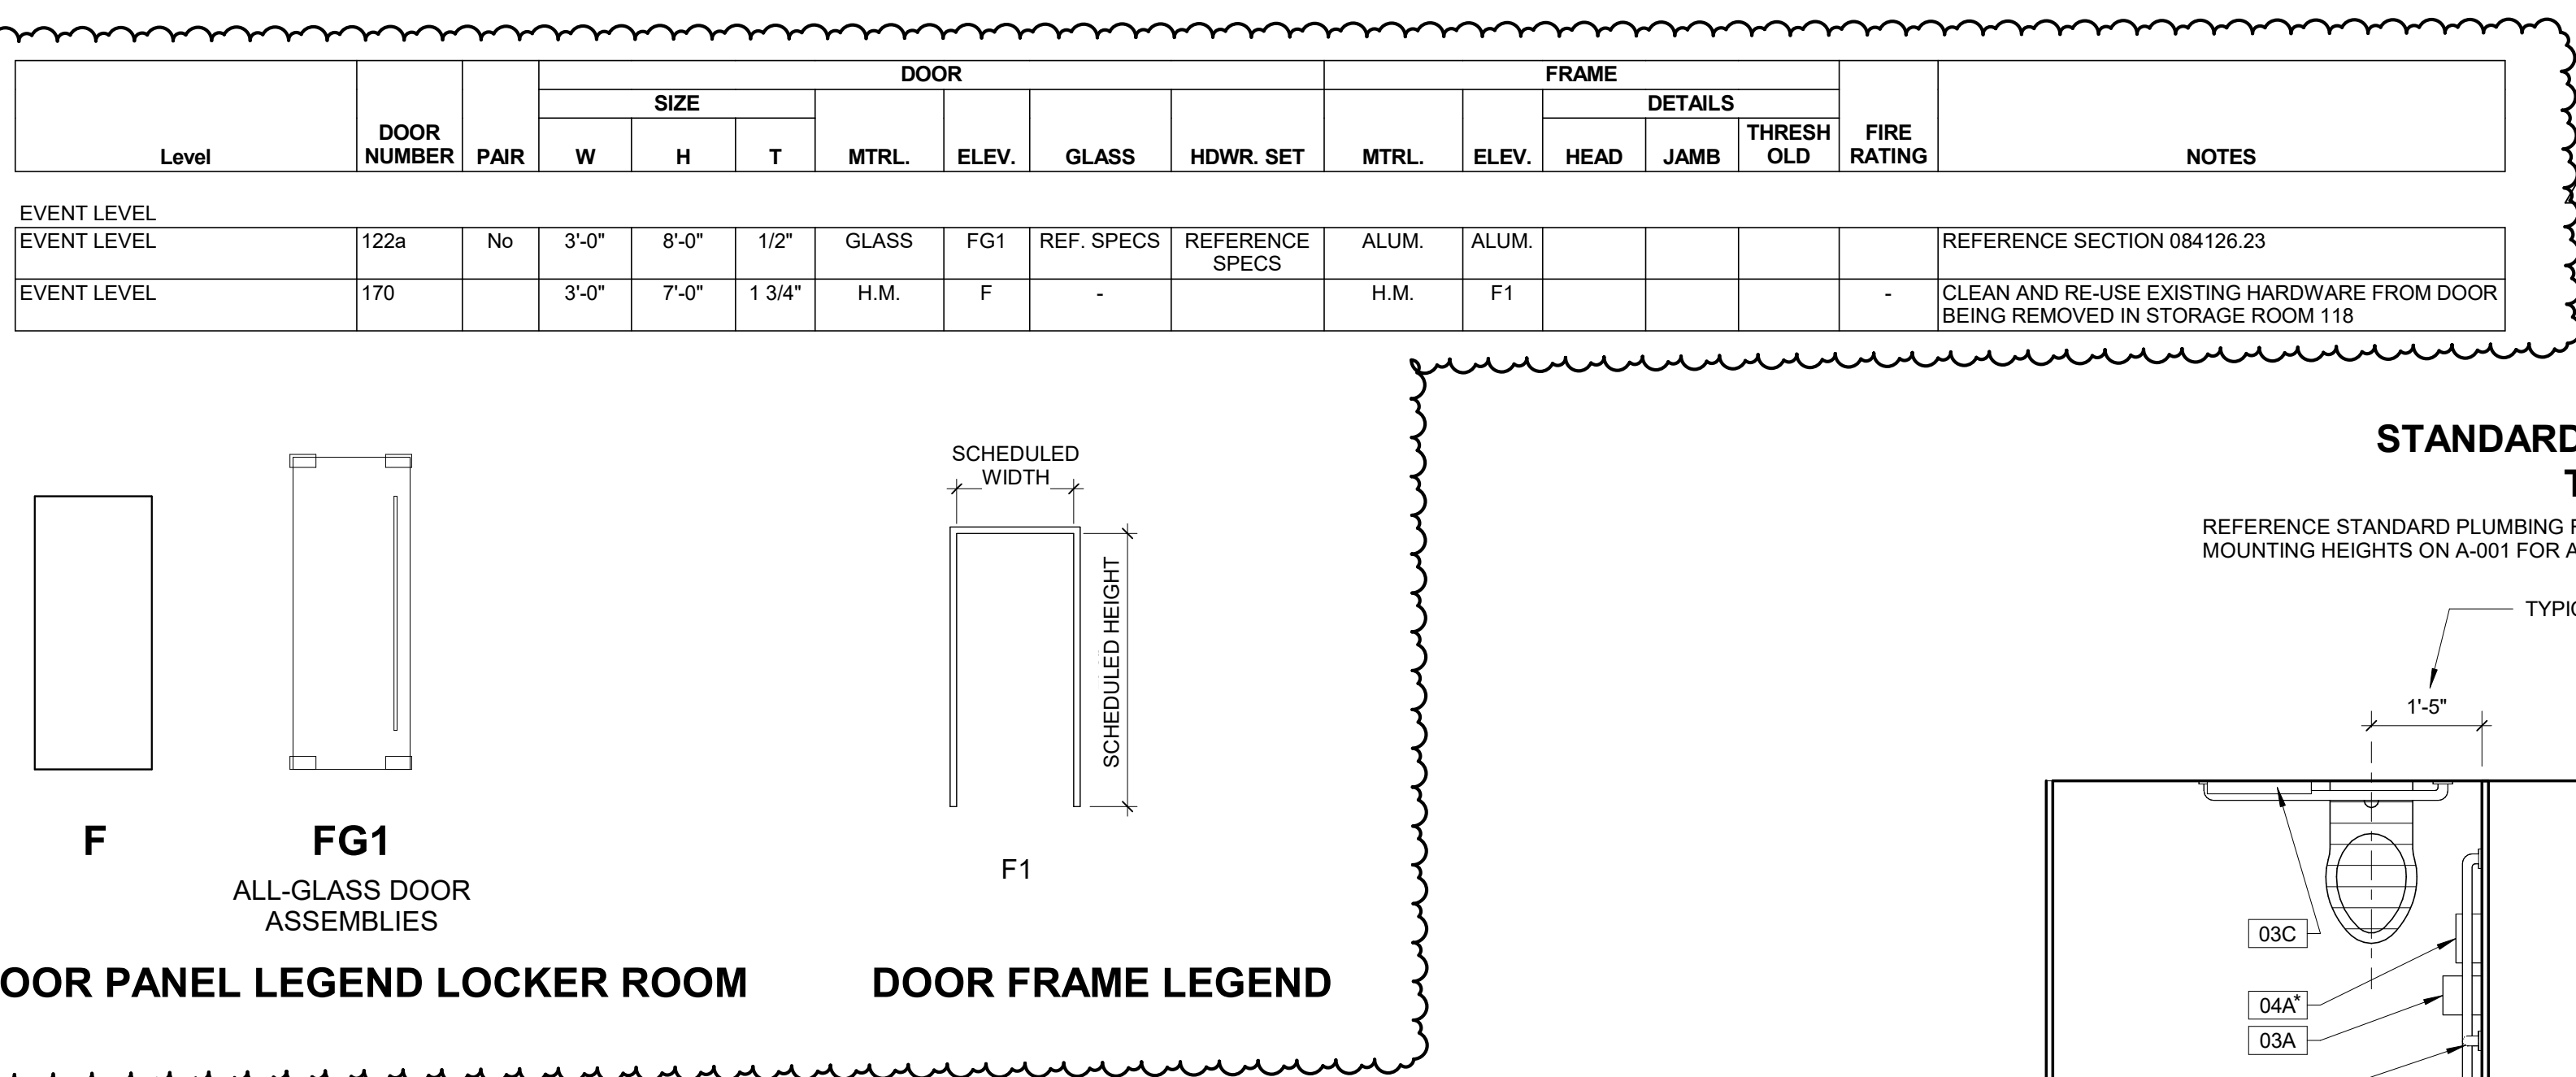 DOOR
FRAME
SIZE
DETAILS
Level
DOOR NUMBER
PAIR
W
H
T
MTRL.
ELEV.
GLASS
HDWR. SET
MTRL.
ELEV.
HEAD
JAMB
THRESH
OLD
FIRE
RATING
NOTES
EVENT LEVEL
EVENT LEVEL 122a No 3'-0" 8'-0" 1/2" GLASS FG1 REF. SPECS REFERENCE SPECS ALUM. ALUM. REFERENCE SECTION 084126.23
EVENT LEVEL 170 3'-0" 7'-0" 1 3/4" H.M. F - H.M. F1 - CLEAN AND RE-USE EXISTING HARDWARE FROM DOOR
BEING REMOVED IN STORAGE ROOM 118
F
FG1
ALL-GLASS DOOR
ASSEMBLIES
OOR PANEL LEGEND LOCKER ROOM
SCHEDULED
WIDTH
SCHEDULED HEIGHT
F1
DOOR FRAME LEGEND
STANDARD
T
REFERENCE STANDARD PLUMBING F
MOUNTING HEIGHTS ON A-001 FOR A
TYPIC
1'-5"
03C
04A*
03A